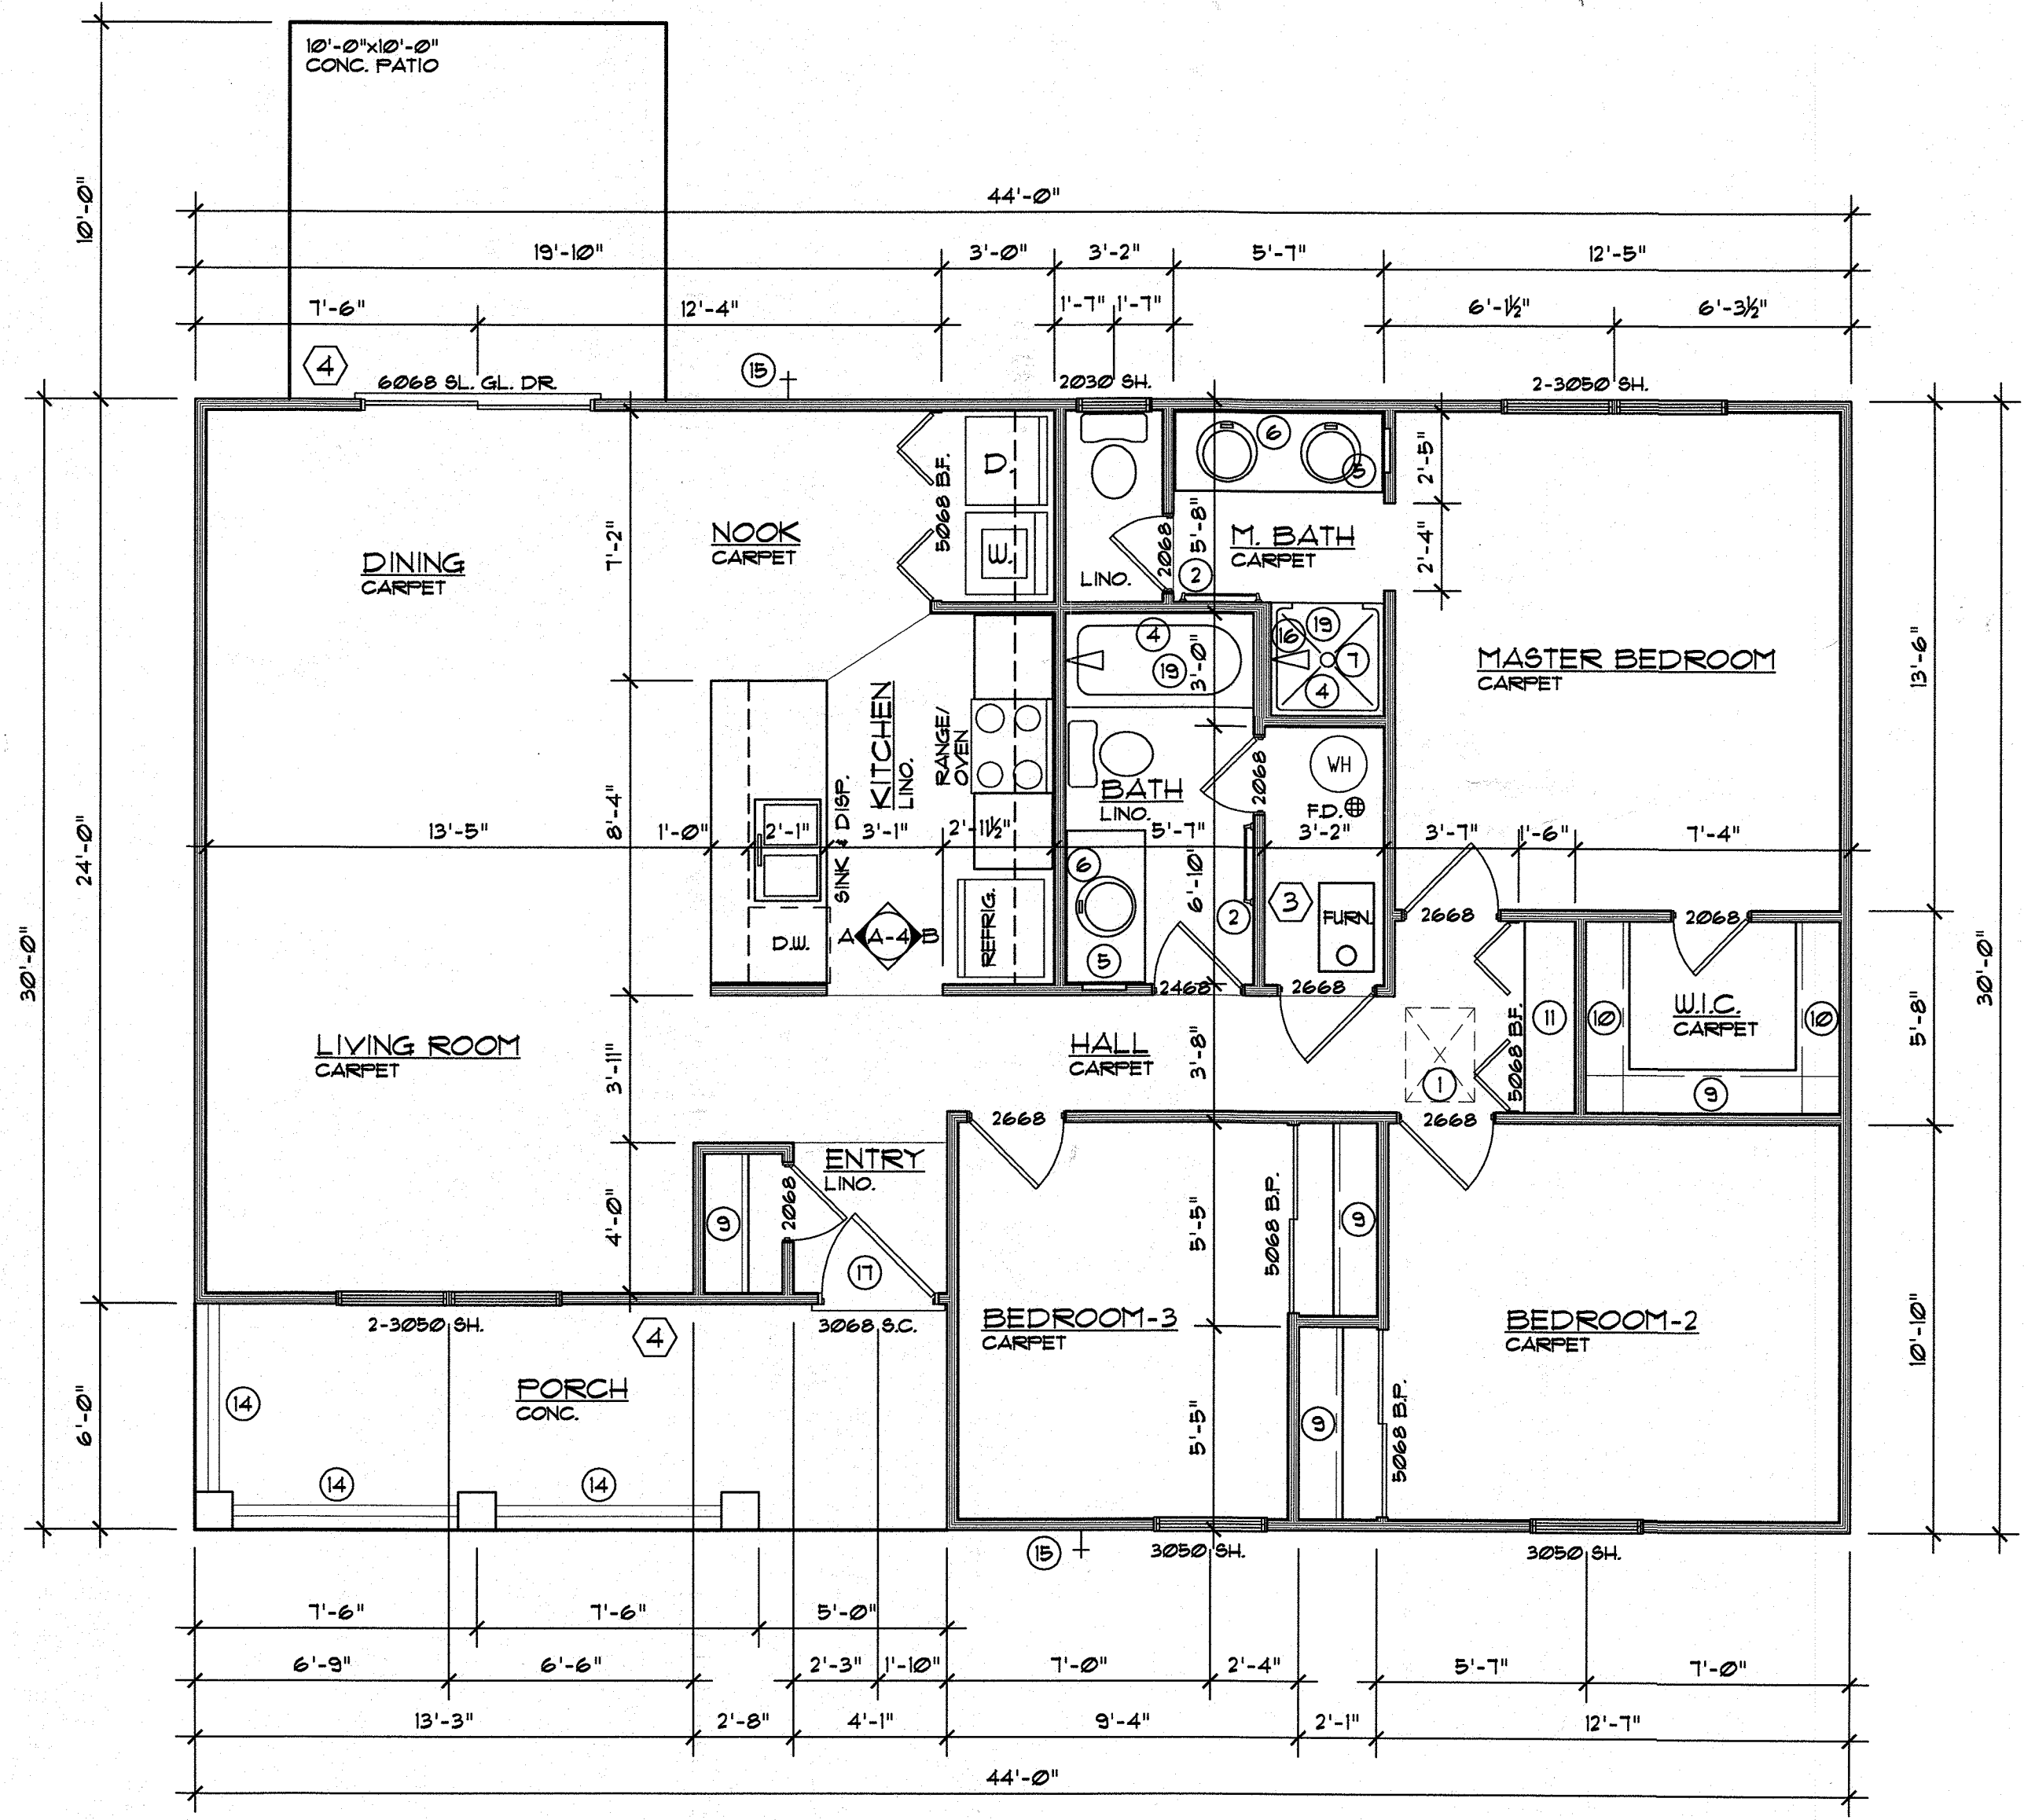 10'-0"x10'-0"
CONC. PATIO
10'-0"
44'-0"
19'-10"
3'-0"
3'-2"
5'-7"
12'-5"
7'-6"
12'-4"
1'-7"
1'-7"
6'-1½"
6'-3½"
4
6068 SL. GL. DR.
15
2030 SH.
2-3050 SH.
D.
5068 B.F.
W.
6
5
2'-5"
7'-2"
NOOK
CARPET
DINING
CARPET
LINO.
2068
5'-8"
2
M. BATH
CARPET
2'-4"
4
19
3'-0"
16
19
7
4
MASTER BEDROOM
CARPET
13'-6"
KITCHEN
LINO.
RANGE/
OVEN
SINK & DISP.
BATH
LINO.
2068
WH
F.D.
24'-0"
30'-0"
8'-4"
13'-5"
1'-0"
2'-1"
3'-1"
2'-11½"
5'-7"
3'-2"
3'-7"
1'-6"
7'-4"
6
6'-10"
2
3
FURN.
2668
2068
D.W.
A
A-4
B
REFRIG.
5
2468
2668
LIVING ROOM
CARPET
3'-11"
HALL
CARPET
3'-8"
1
5068 B.F.
11
10
W.I.C.
CARPET
10
9
5'-8"
30'-0"
2668
2668
ENTRY
LINO.
9
2068
4'-0"
17
5'-5"
5068 B.P.
9
2-3050 SH.
4
3068 S.C.
BEDROOM-3
CARPET
BEDROOM-2
CARPET
10'-10"
PORCH
CONC.
14
6'-0"
14
14
5'-5"
9
5068 B.P.
15
3050 SH.
3050 SH.
7'-6"
7'-6"
5'-0"
6'-9"
6'-6"
2'-3"
1'-10"
7'-0"
2'-4"
5'-7"
7'-0"
13'-3"
2'-8"
4'-1"
9'-4"
2'-1"
12'-7"
44'-0"